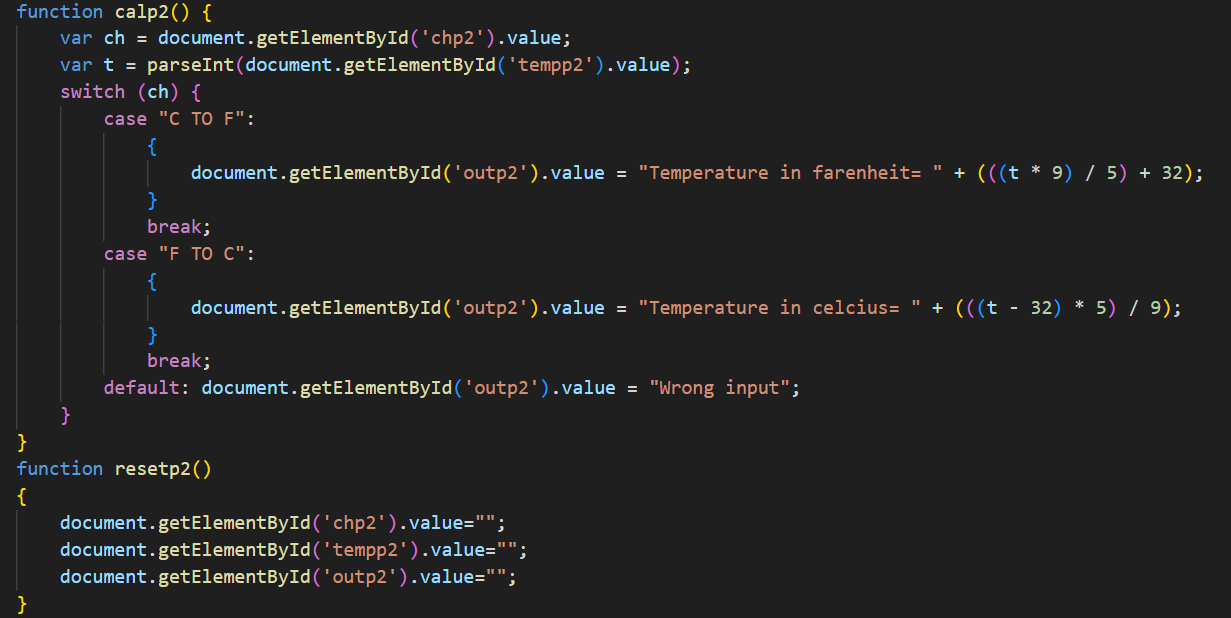 function calp2() {
    var ch = document.getElementById('chp2').value;
    var t = parseInt(document.getElementById('tempp2').value);
    switch (ch) {
        case "C TO F":
            {
                document.getElementById('outp2').value = "Temperature in farenheit= " + (((t * 9) / 5) + 32);
            }
            break;
        case "F TO C":
            {
                document.getElementById('outp2').value = "Temperature in celcius= " + (((t - 32) * 5) / 9);
            }
            break;
        default: document.getElementById('outp2').value = "Wrong input";
    }
}
function resetp2()
{
    document.getElementById('chp2').value="";
    document.getElementById('tempp2').value="";
    document.getElementById('outp2').value="";
}